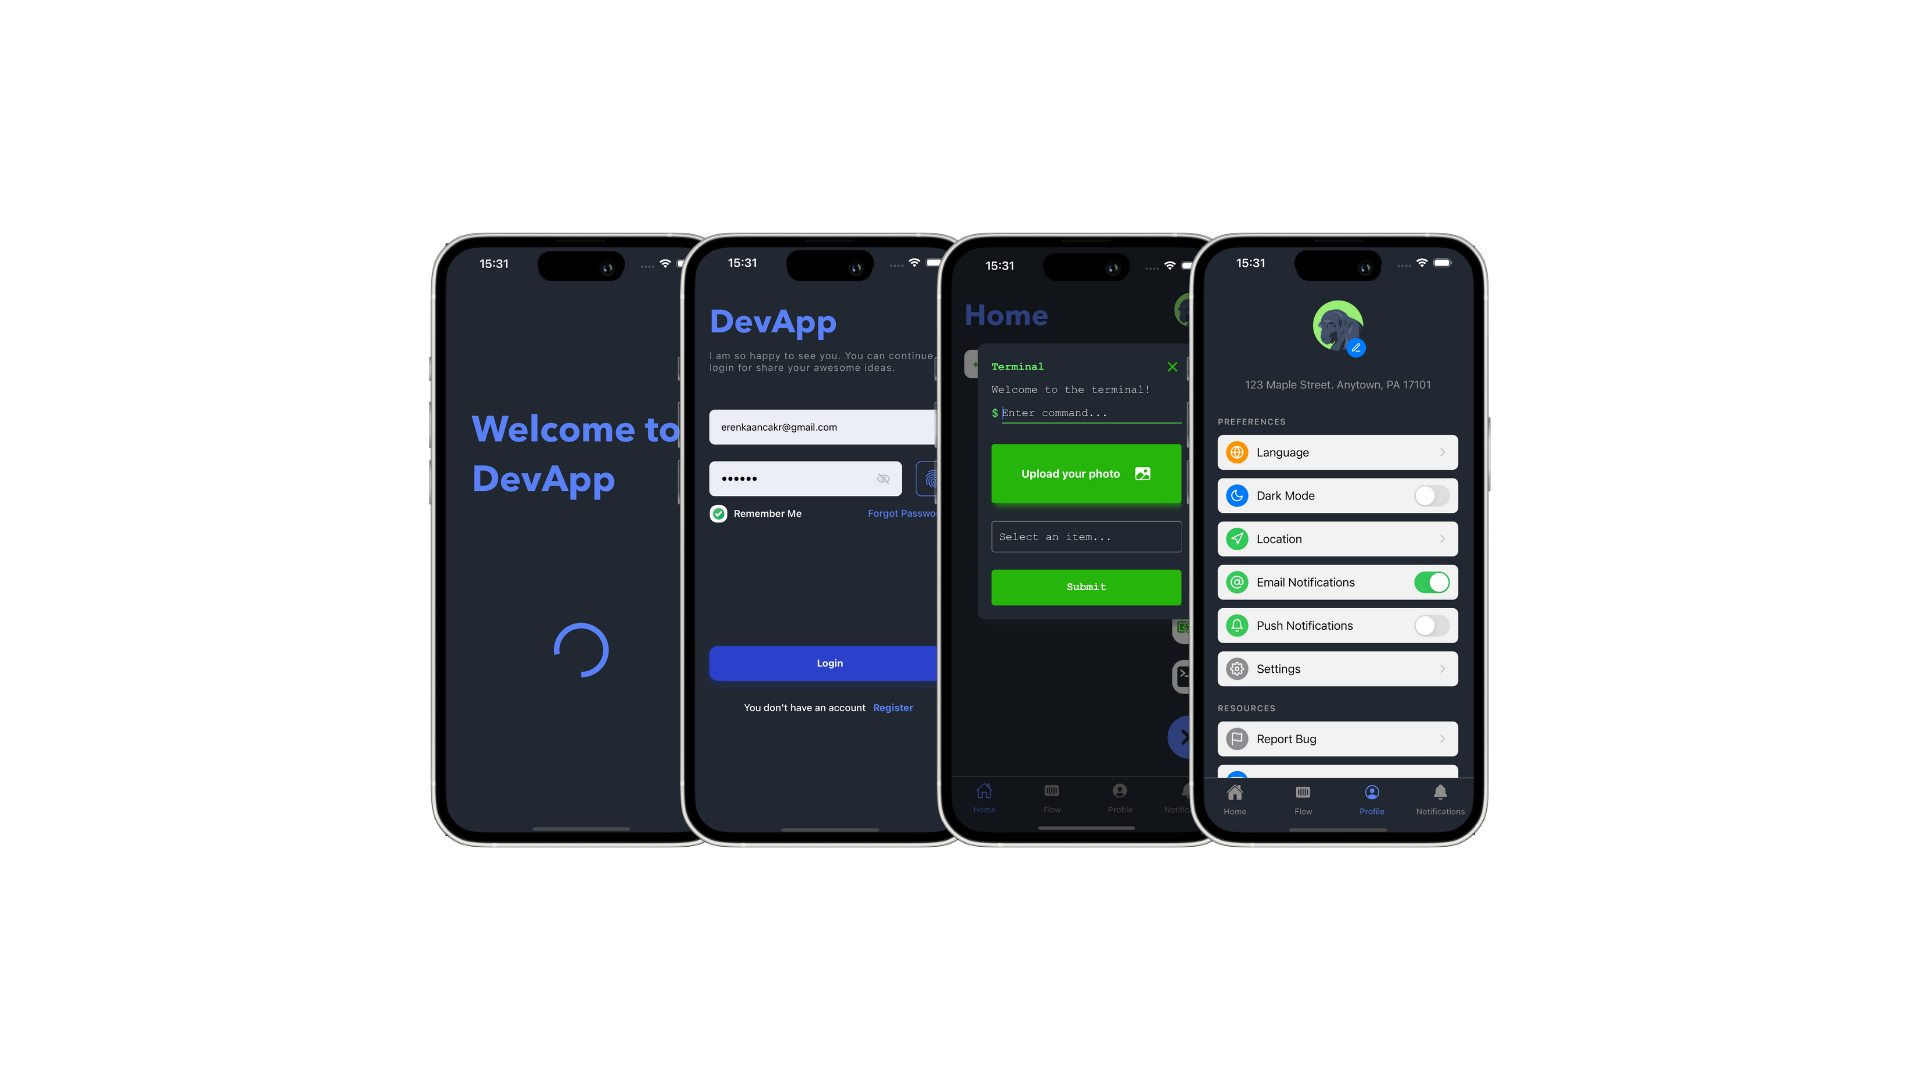 15:31
Welcome to
DevApp
15:31
DevApp
I am so happy to see you. You can continue
login for share your awesome ideas.
erenkaancakr@gmail.com
••••••
Remember Me
Forgot Passwo
Login
You don't have an account Register
15:31
Home
Terminal
Welcome to the terminal!
$ Enter command...
Upload your photo
Select an item...
Submit
Home Flow Profile Notific
15:31
123 Maple Street. Anytown, PA 17101
PREFERENCES
Language
Dark Mode
Location
Email Notifications
Push Notifications
Settings
RESOURCES
Report Bug
Home Flow Profile Notifications